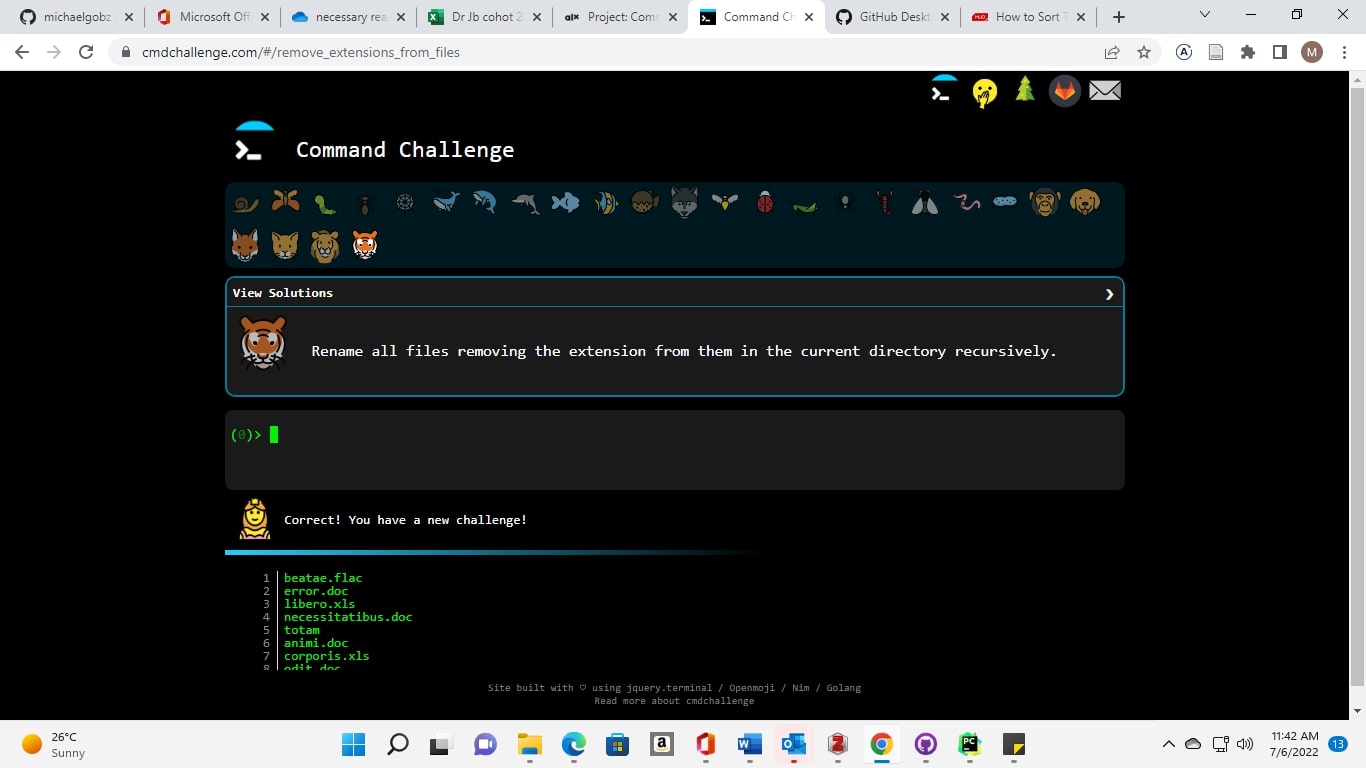 michaelgobz
Microsoft Off
necessary rea
Dr Jb cohot 2
alx Project: Com
Command Ch
GitHub Deskt
MUO How to Sort T
cmdchallenge.com/#/remove_extensions_from_files
M
Command Challenge
View Solutions
Rename all files removing the extension from them in the current directory recursively.
(0)>
Correct! You have a new challenge!
1 beatae.flac
2 error.doc
3 libero.xls
4 necessitatibus.doc
5 totam
6 animi.doc
7 corporis.xls
8 odit.doc
Site built with ♡ using jquery.terminal / Openmoji / Nim / Golang
Read more about cmdchallenge
26°C
Sunny
11:42 AM
7/6/2022
13